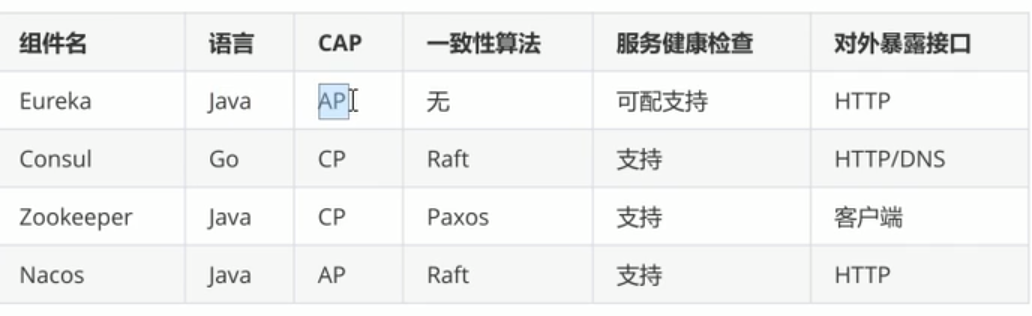 组件名 语言 CAP 一致性算法 服务健康检查 对外暴露接口
Eureka Java AP 无 可配支持 HTTP
Consul Go CP Raft 支持 HTTP/DNS
Zookeeper Java CP Paxos 支持 客户端
Nacos Java AP Raft 支持 HTTP